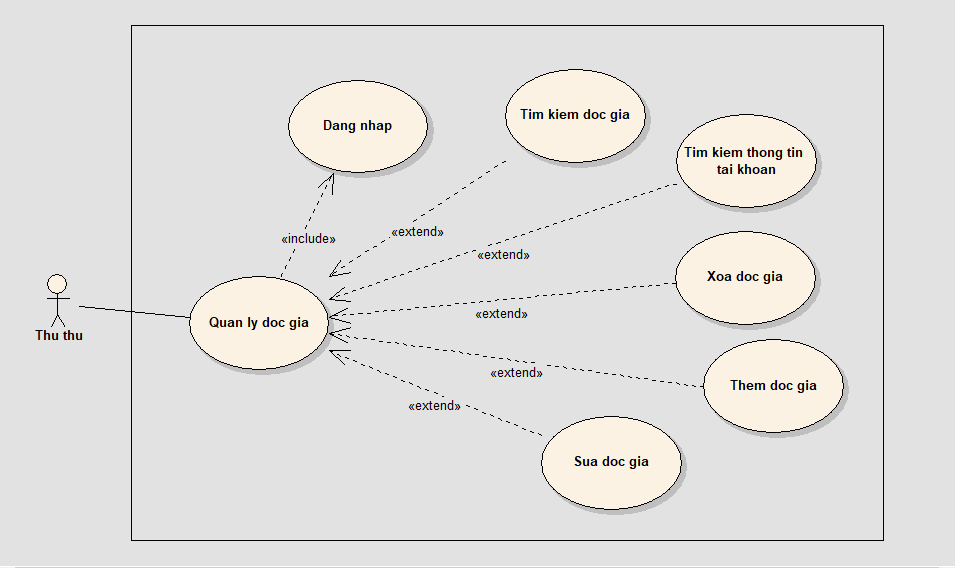 Dang nhap
Tim kiem doc gia
Tim kiem thong tin
tai khoan
«include»
«extend»
«extend»
Xoa doc gia
«extend»
Thu thu
Quan ly doc gia
«extend»
Them doc gia
«extend»
Sua doc gia